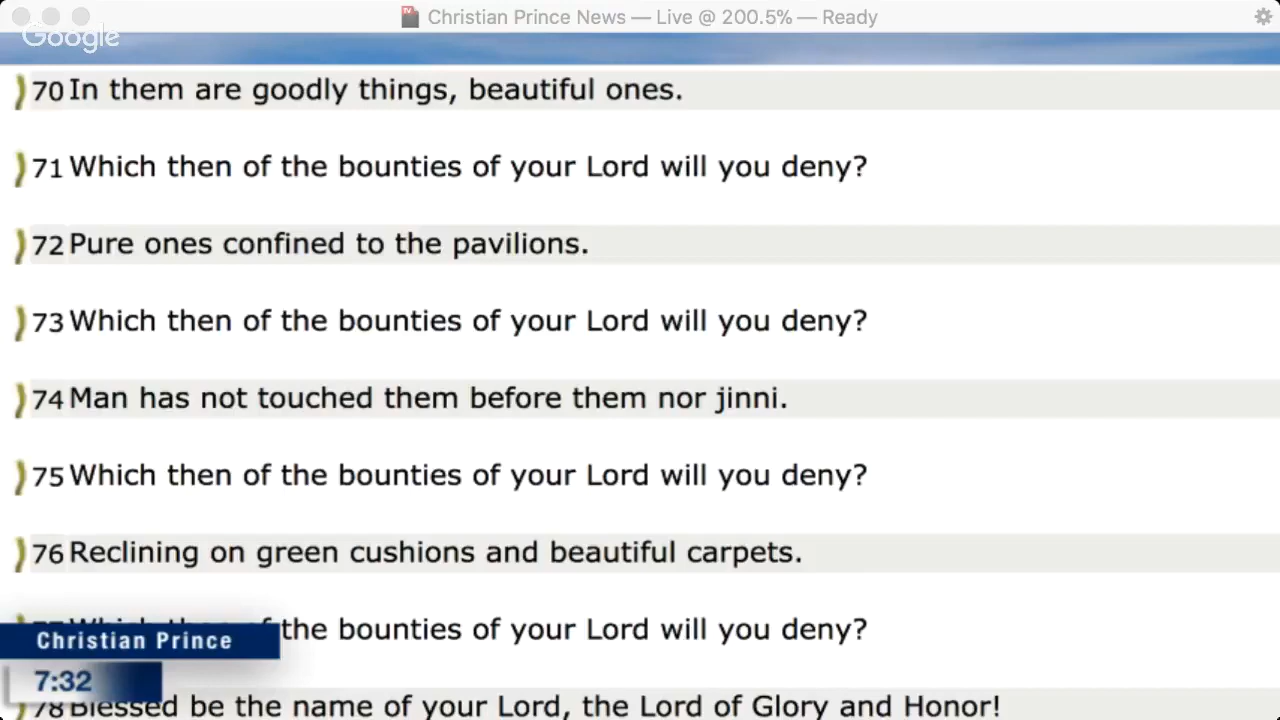 Christian Prince News — Live @ 200.5% — Ready
Google
70 In them are goodly things, beautiful ones.
71 Which then of the bounties of your Lord will you deny?
72 Pure ones confined to the pavilions.
73 Which then of the bounties of your Lord will you deny?
74 Man has not touched them before them nor jinni.
75 Which then of the bounties of your Lord will you deny?
76 Reclining on green cushions and beautiful carpets.
the bounties of your Lord will you deny?
Christian Prince
7:32
78 Blessed be the name of your Lord, the Lord of Glory and Honor!